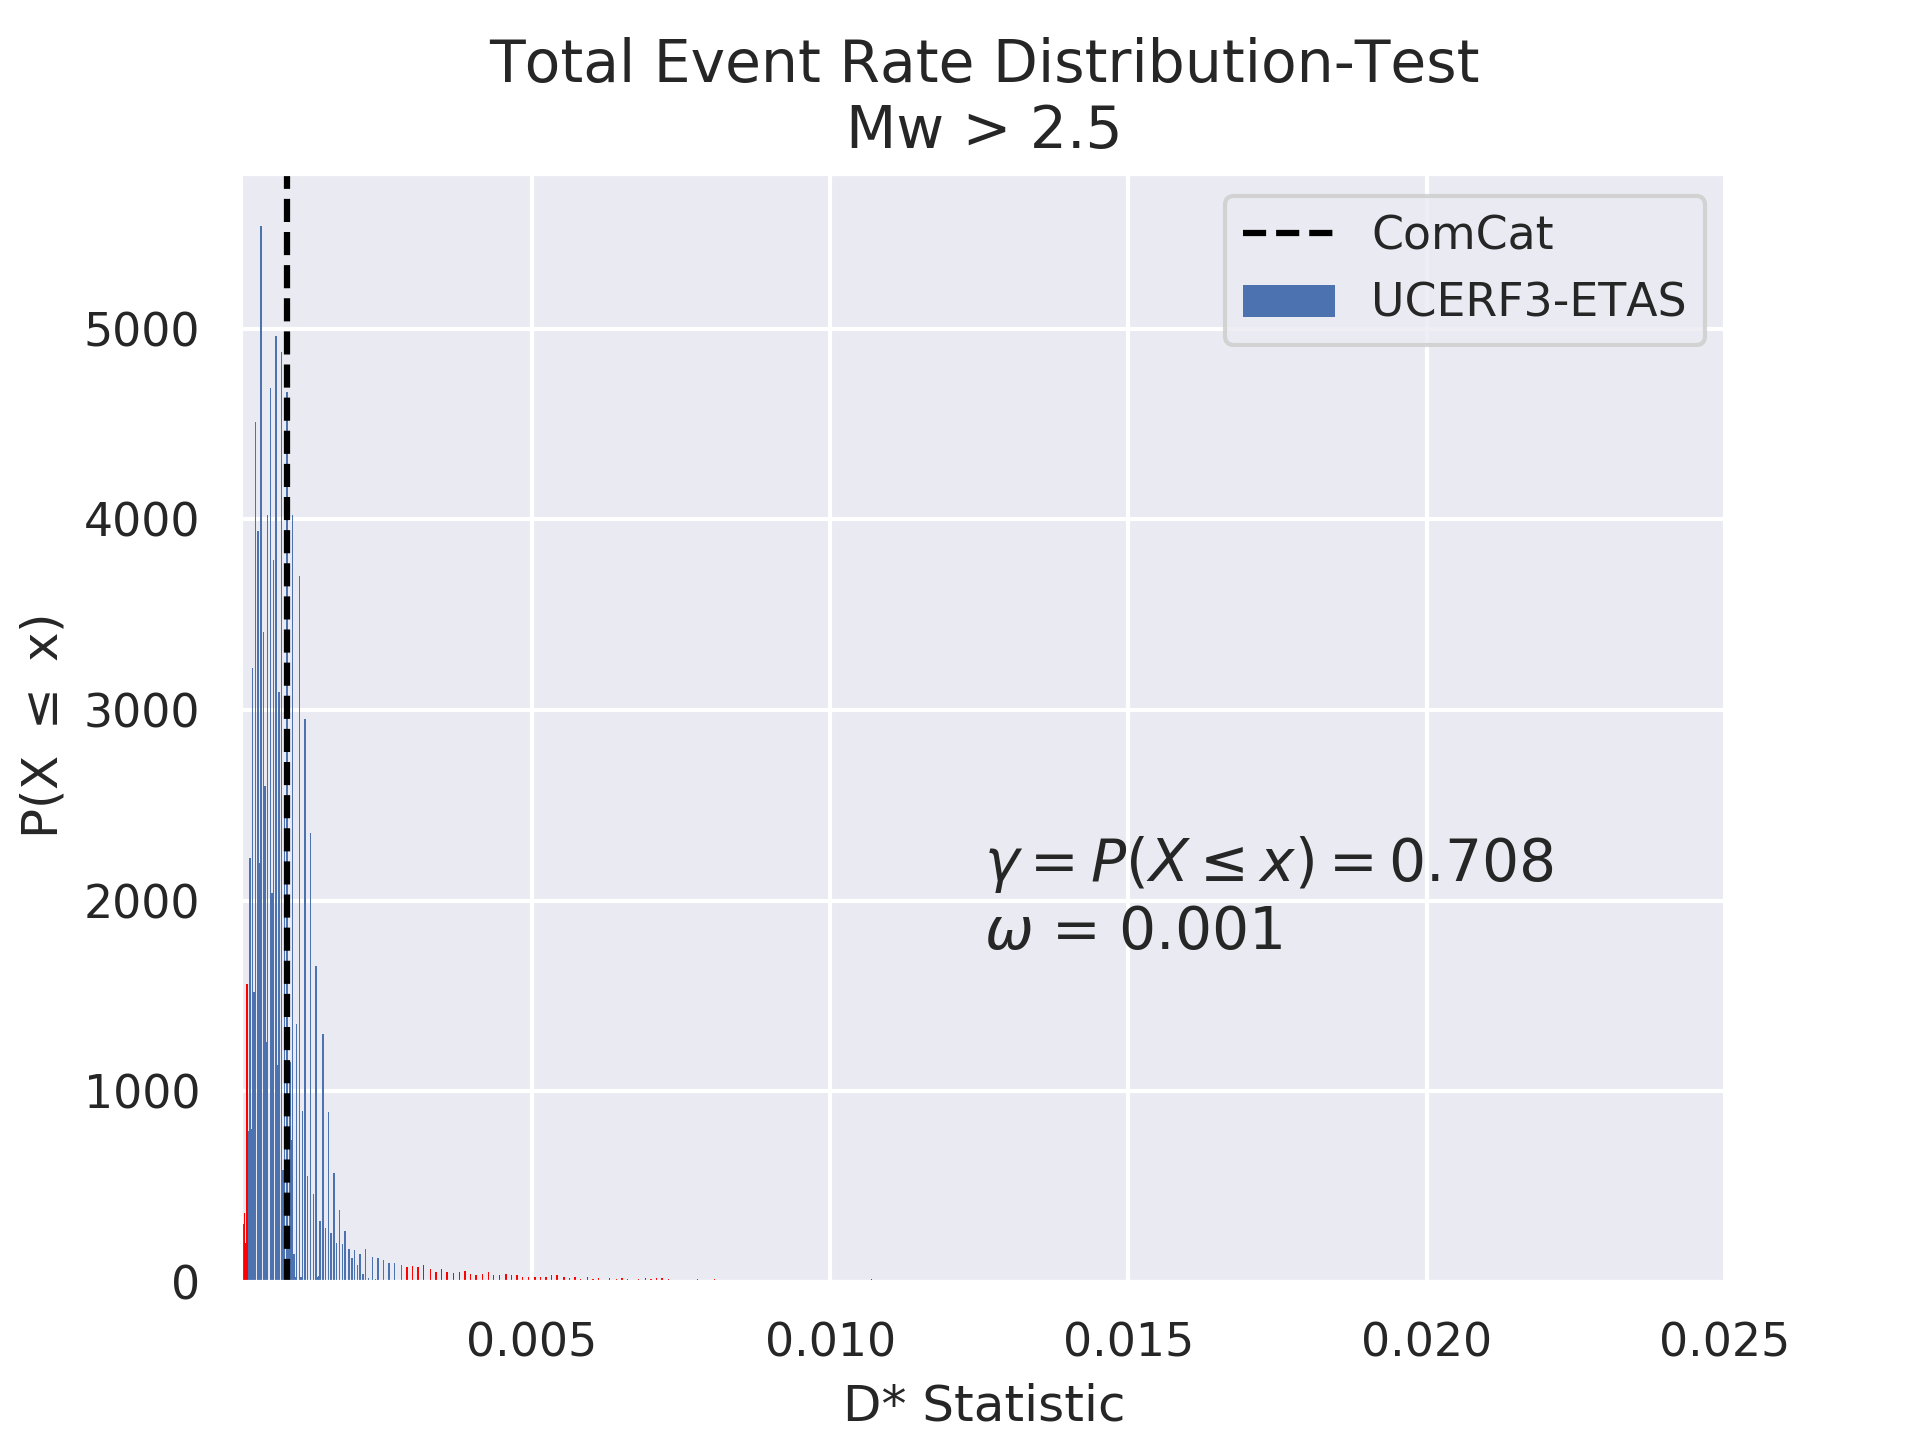 Total Event Rate Distribution-Test
Mw > 2.5
ComCat
UCERF3-ETAS
P(X ≤ x)
5000
4000
3000
2000
1000
0
γ = P(X ≤ x) = 0.708
ω = 0.001
0.005 0.010 0.015 0.020 0.025
D* Statistic